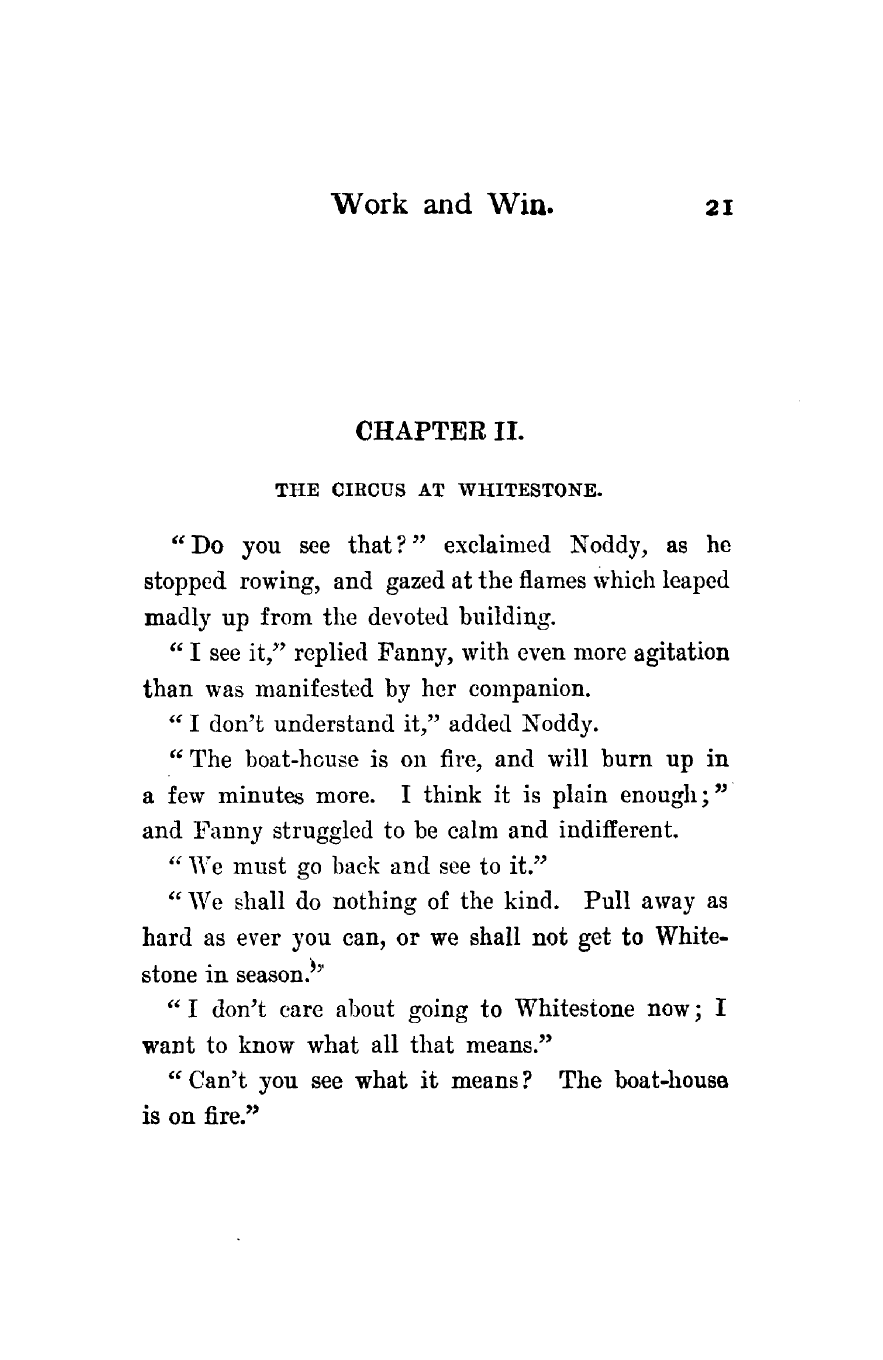 Work and Win. 21
CHAPTER II.
THE CIRCUS AT WHITESTONE.
"Do you see that?" exclaimed Noddy, as he
stopped rowing, and gazed at the flames which leaped
madly up from the devoted building.
"I see it," replied Fanny, with even more agitation
than was manifested by her companion.
"I don't understand it," added Noddy.
"The boat-house is on fire, and will burn up in
a few minutes more. I think it is plain enough;"
and Fanny struggled to be calm and indifferent.
"We must go back and see to it."
"We shall do nothing of the kind. Pull away as
hard as ever you can, or we shall not get to White-
stone in season."
"I don't care about going to Whitestone now; I
want to know what all that means."
"Can't you see what it means? The boat-house
is on fire."